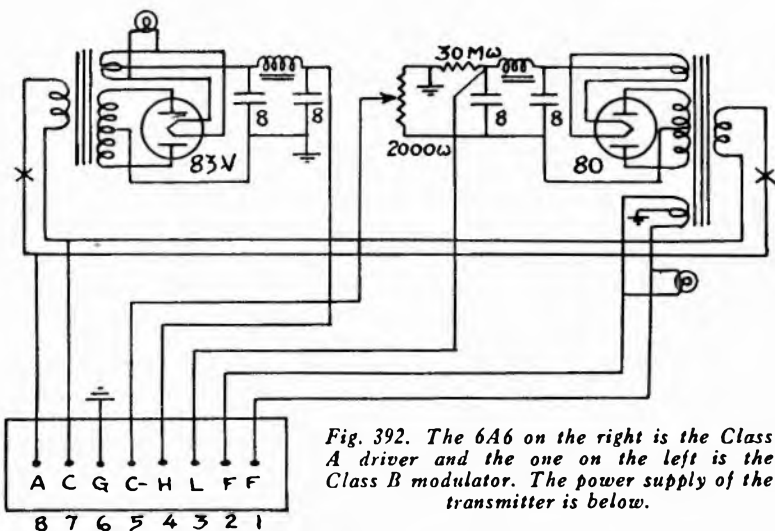 30Mω
8
8
8
8
2000ω
83V
80
A C G C- H L F F
8 7 6 5 4 3 2 1
Fig. 392. The 6A6 on the right is the Class
A driver and the one on the left is the
Class B modulator. The power supply of the
transmitter is below.